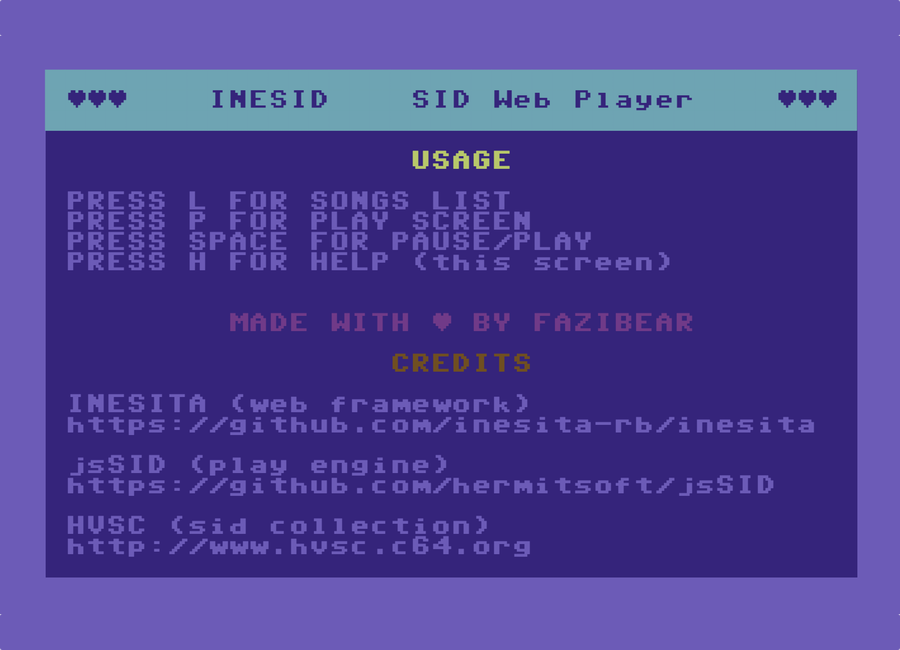 ♥♥♥ INESID SID Web Player ♥♥♥
USAGE
PRESS L FOR SONGS LIST
PRESS P FOR PLAY SCREEN
PRESS SPACE FOR PAUSE/PLAY
PRESS H FOR HELP (this screen)
MADE WITH ♥ BY FAZIBEAR
CREDITS
INESITA (web framework)
https://github.com/inesita-rb/inesita
jsSID (play engine)
https://github.com/hermitsoft/jsSID
HVSC (sid collection)
http://www.hvsc.c64.org